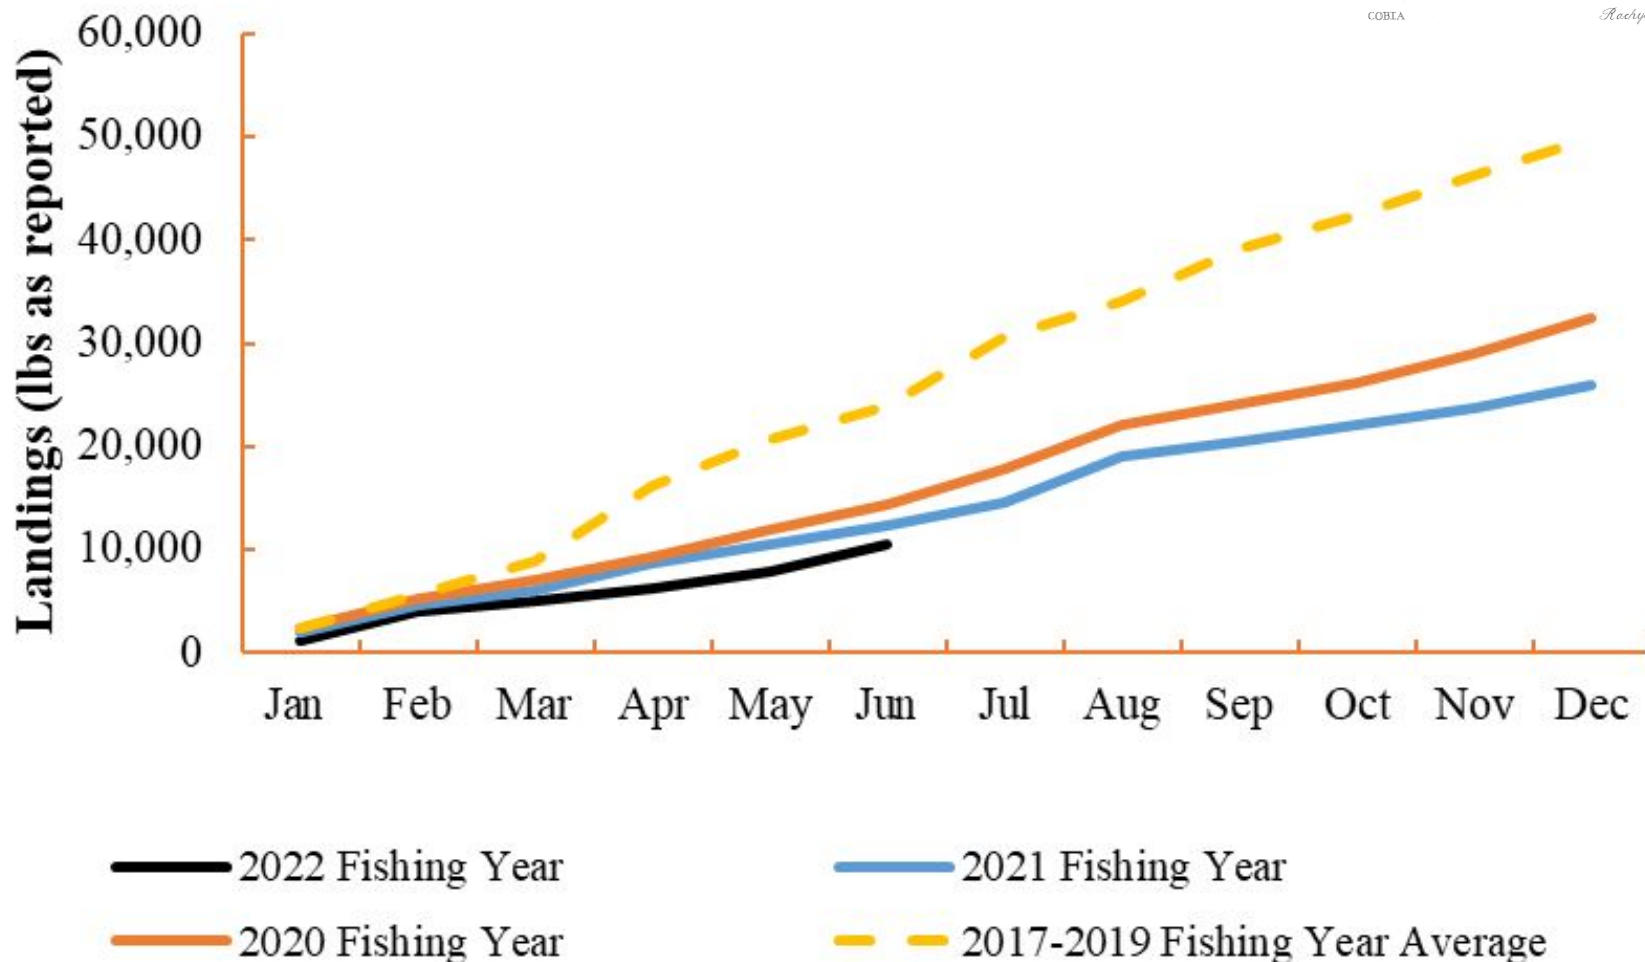 COBIA
Landings (lbs as reported)
60,000
50,000
40,000
30,000
20,000
10,000
0
Jan Feb Mar Apr May Jun Jul Aug Sep Oct Nov Dec
2022 Fishing Year 2021 Fishing Year
2020 Fishing Year 2017-2019 Fishing Year Average